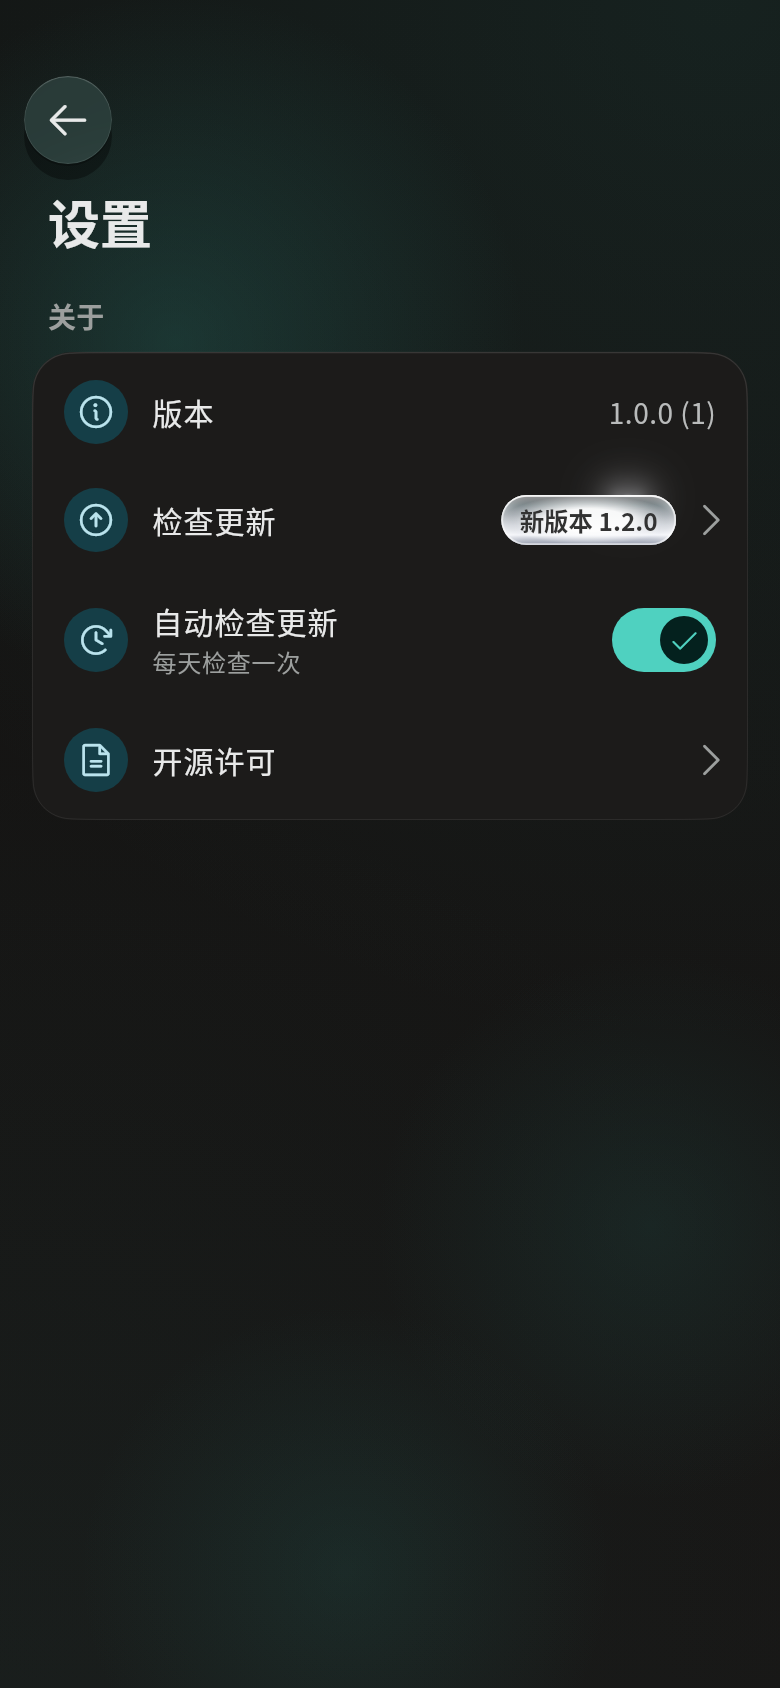 设置
关于
版本 1.0.0 (1)
检查更新 新版本 1.2.0
自动检查更新
每天检查一次
开源许可